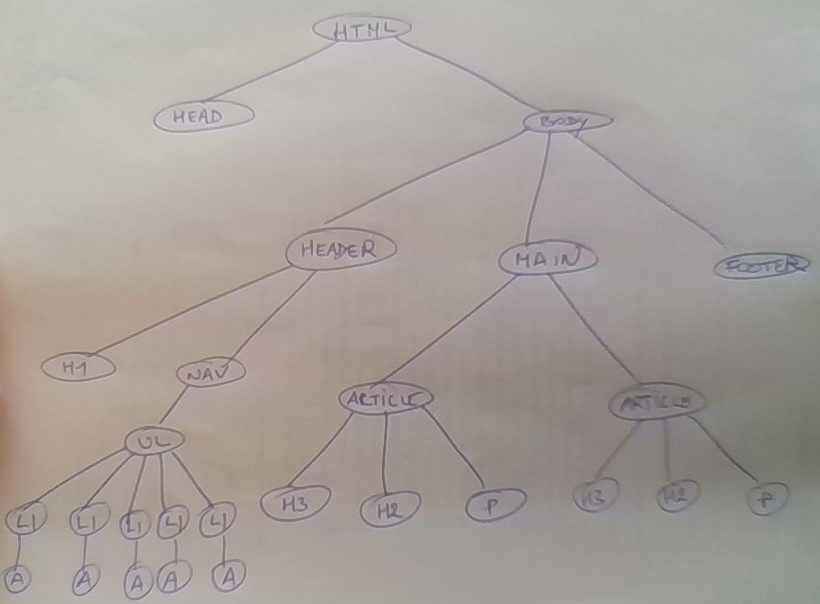 HTML
HEAD
BODY
HEADER
MAIN
FOOTER
H1
NAV
ARTICLE
ARTICLE
UL
H3
H2
P
H3
H2
P
LI
LI
LI
LI
LI
A
A
A
A
A